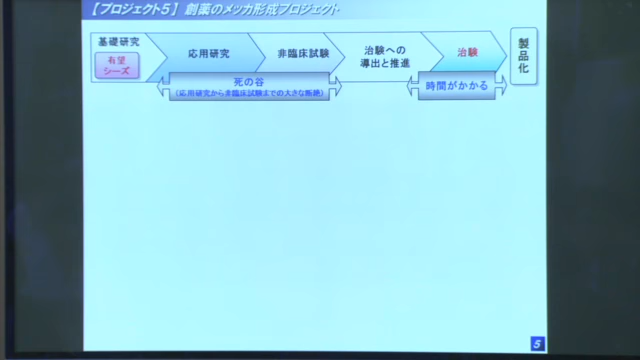 【プロジェクト5】 創薬のメッカ形成プロジェクト
基礎研究
有望
シーズ
応用研究
非臨床試験
治験への
導出と推進
治験
製品化
死の谷
(応用研究から非臨床試験までの大きな断絶)
時間がかかる
5